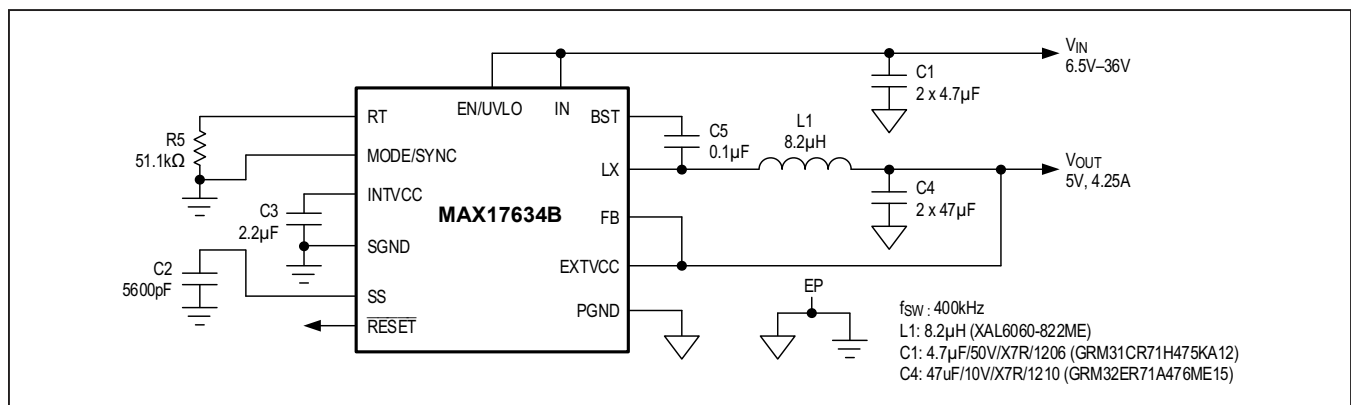 VIN
6.5V–36V
C1
2 x 4.7µF
EN/UVLO
IN
RT
BST
R5
51.1kΩ
C5
0.1µF
L1
8.2µH
MODE/SYNC
LX
VOUT
5V, 4.25A
INTVCC
C4
2 x 47µF
C3
2.2µF
MAX17634B
FB
SGND
EXTVCC
C2
5600pF
SS
EP
PGND
RESET
fSW : 400kHz
L1: 8.2µH (XAL6060-822ME)
C1: 4.7µF/50V/X7R/1206 (GRM31CR71H475KA12)
C4: 47uF/10V/X7R/1210 (GRM32ER71A476ME15)